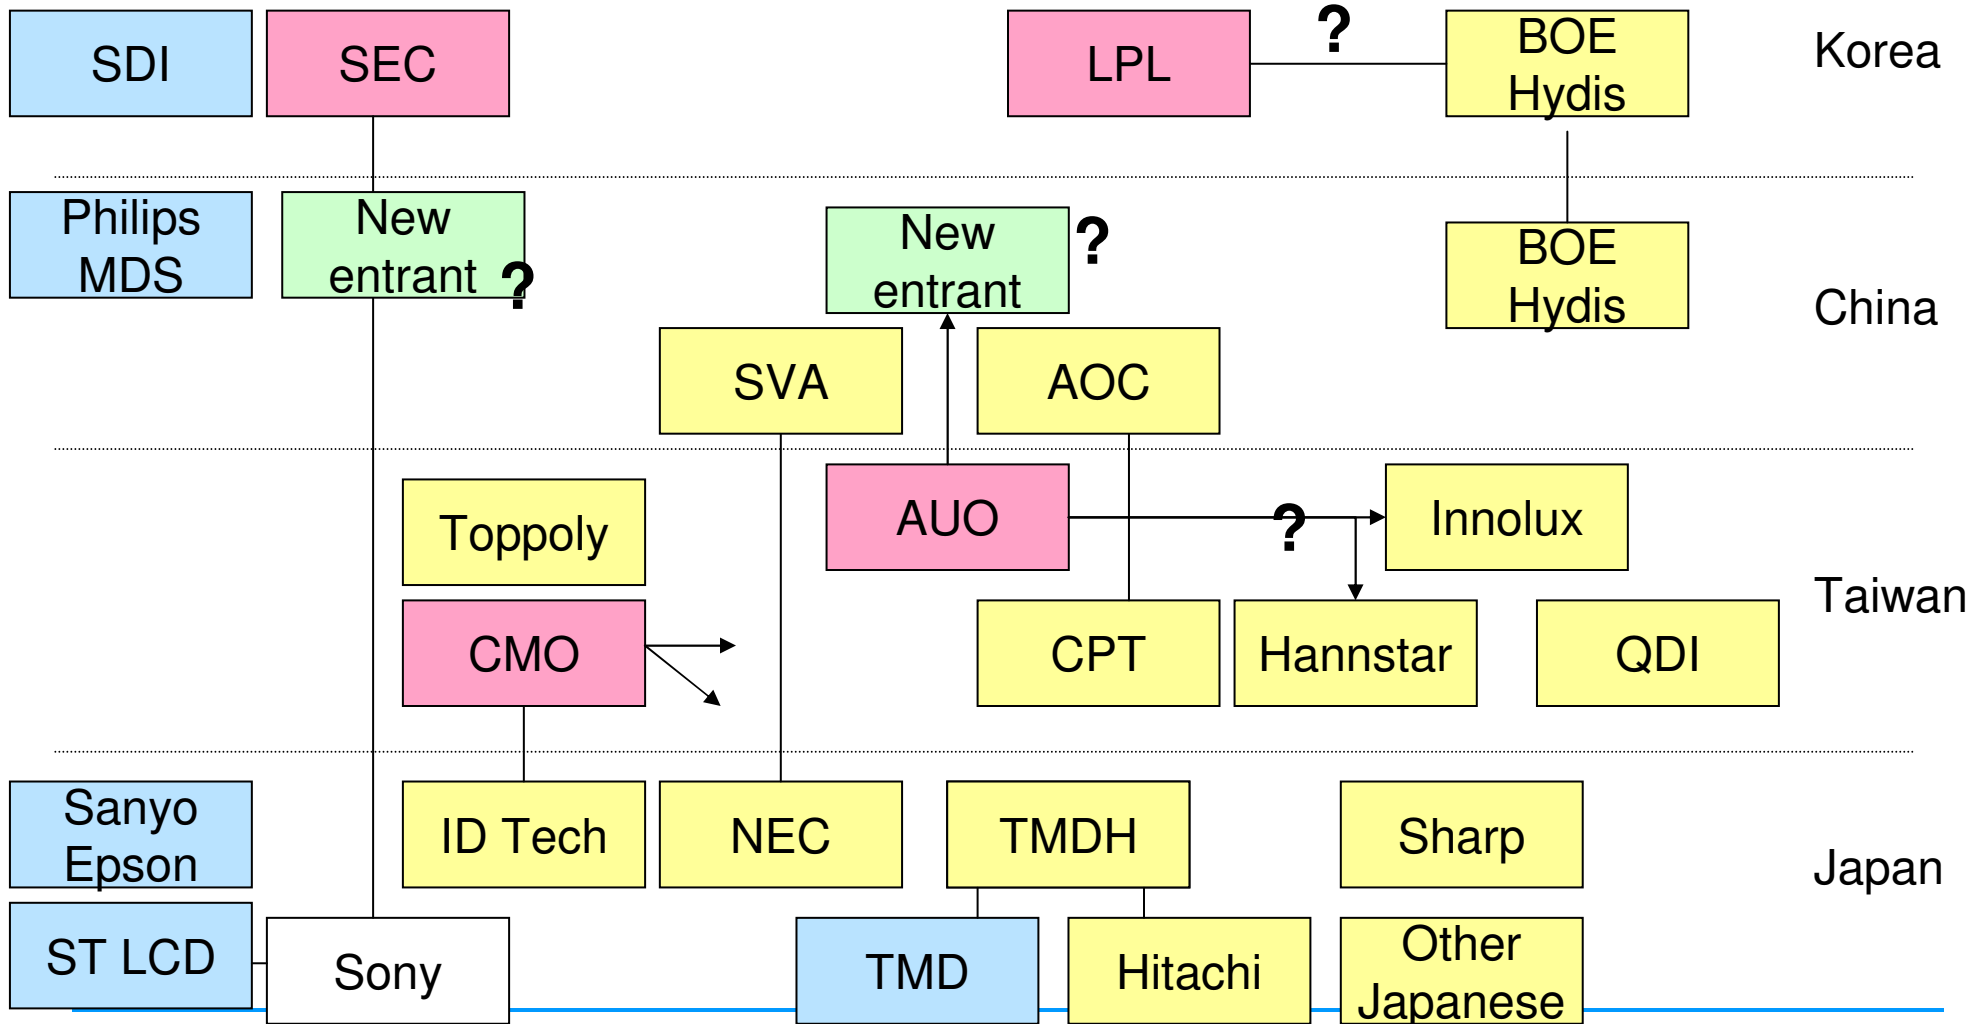 SDI
SEC
LPL
?
BOE
Hydis
Korea
Philips
MDS
New
entrant
?
New
entrant
?
BOE
Hydis
China
SVA
AOC
Toppoly
AUO
?
Innolux
Taiwan
CMO
CPT
Hannstar
QDI
Sanyo
Epson
ID Tech
NEC
TMDH
Sharp
Japan
ST LCD
Sony
TMD
Hitachi
Other
Japanese